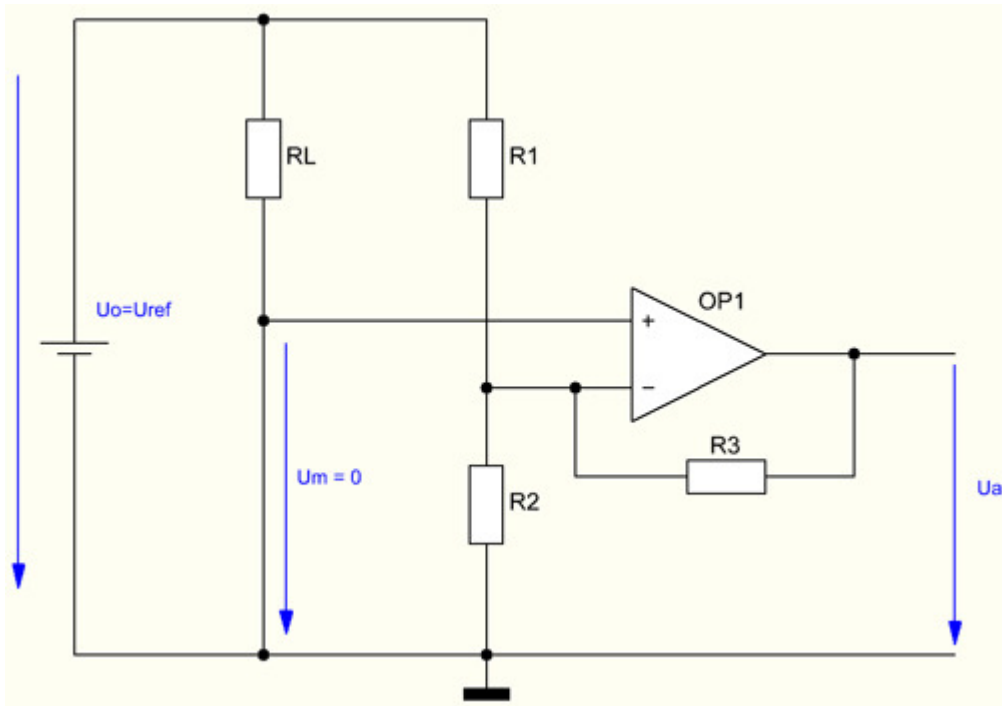 RL
R1
OP1
Uo=Uref
+
−
R3
Um = 0
R2
Ua